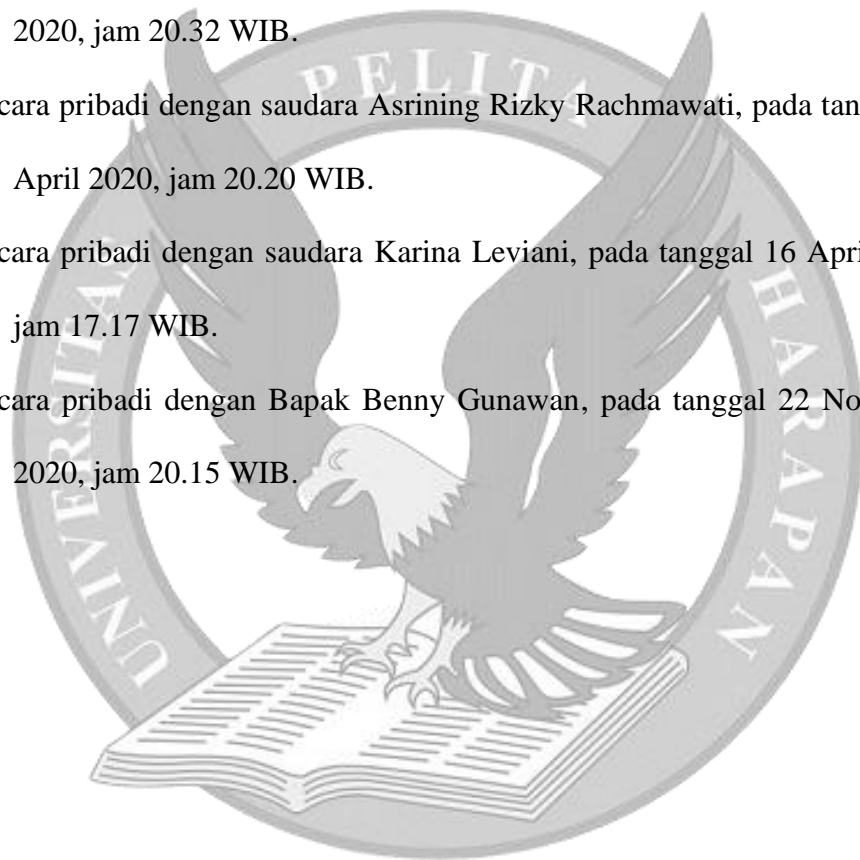 2020, jam 20.32 WIB.
cara pribadi dengan saudara Asrining Rizky Rachmawati, pada tan
April 2020, jam 20.20 WIB.
cara pribadi dengan saudara Karina Leviani, pada tanggal 16 Apri
jam 17.17 WIB.
cara pribadi dengan Bapak Benny Gunawan, pada tanggal 22 No
2020, jam 20.15 WIB.
UNIVERSITAS PELITA HARAPAN